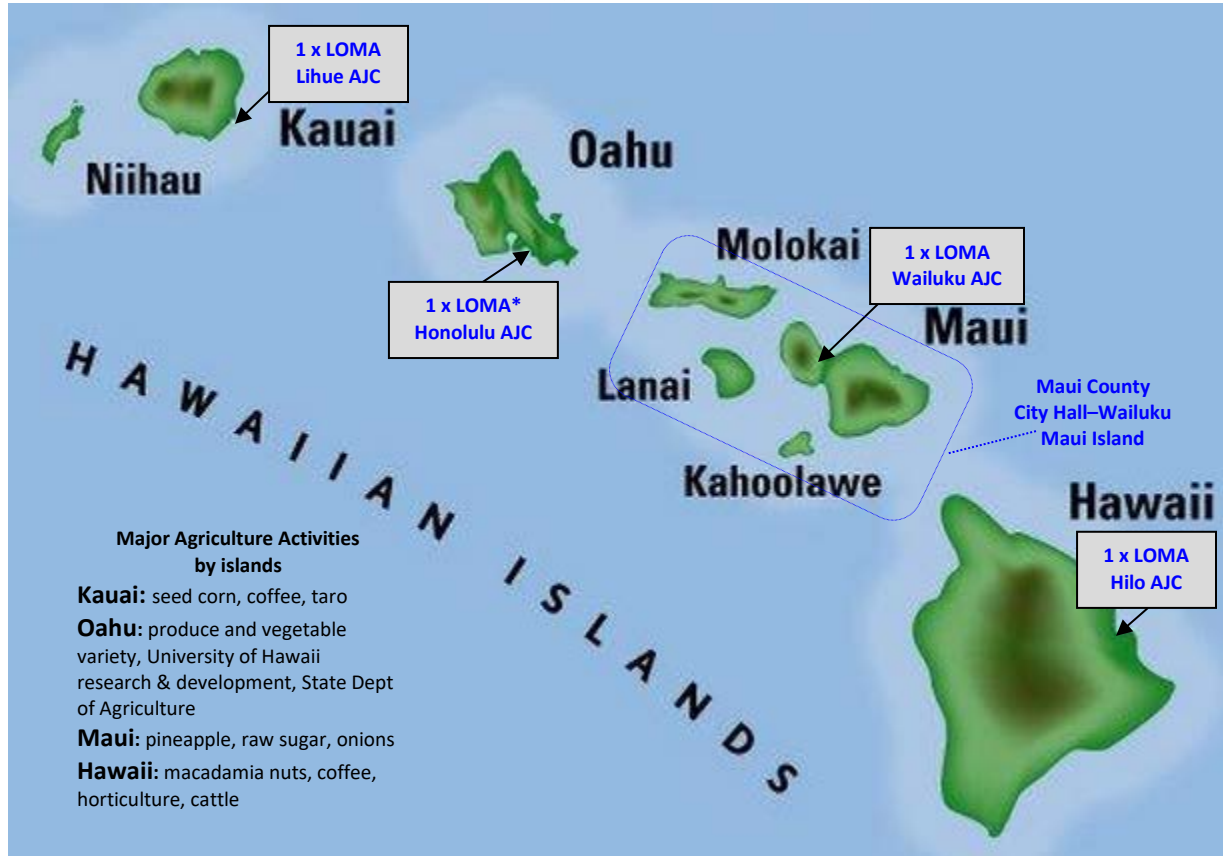 1 x LOMA
Lihue AJC
Kauai
Niihau
Oahu
1 x LOMA*
Honolulu AJC
Molokai
1 x LOMA
Wailuku AJC
Maui
Lanai
Kahoolawe
Maui County
City Hall–Wailuku
Maui Island
Hawaii
1 x LOMA
Hilo AJC
HAWAIIAN ISLANDS
Major Agriculture Activities
by islands
Kauai: seed corn, coffee, taro
Oahu: produce and vegetable
variety, University of Hawaii
research & development, State Dept
of Agriculture
Maui: pineapple, raw sugar, onions
Hawaii: macadamia nuts, coffee,
horticulture, cattle